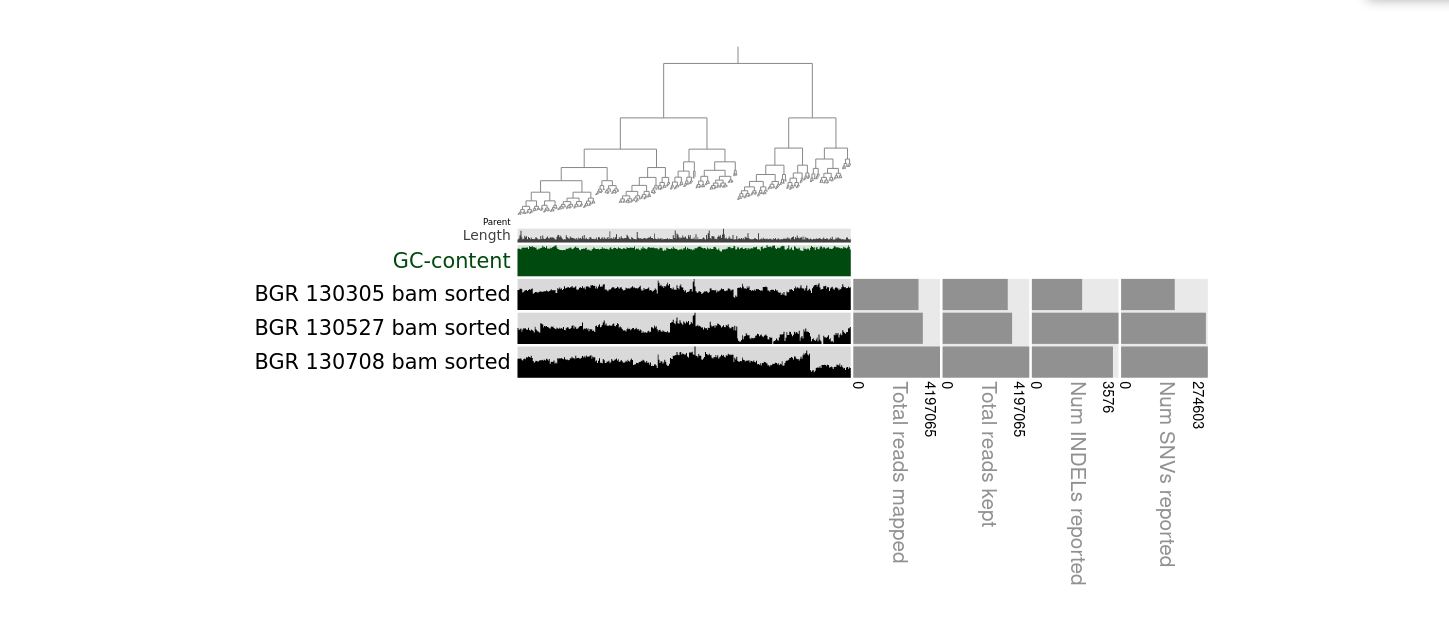 Parent
Length
GC-content
BGR 130305 bam sorted
BGR 130527 bam sorted
BGR 130708 bam sorted
0
Total reads mapped
4197065
0
Total reads kept
4197065
0
Num INDELs reported
3576
0
Num SNVs reported
274603